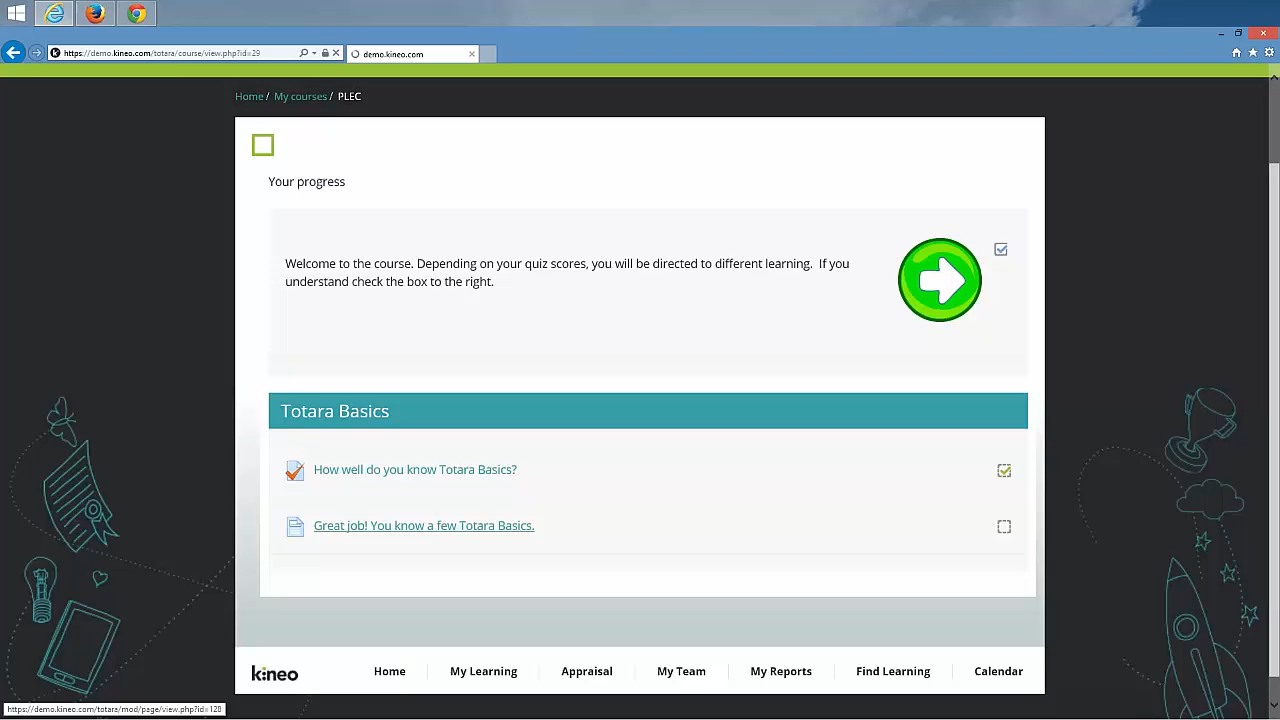 https://demo.kineo.com/totara/course/view.php?id=29
demo.kineo.com
Home / My courses / PLEC
Your progress
Welcome to the course. Depending on your quiz scores, you will be directed to different learning. If you
understand check the box to the right.
Totara Basics
How well do you know Totara Basics?
Great job! You know a few Totara Basics.
kineo
Home
My Learning
Appraisal
My Team
My Reports
Find Learning
Calendar
https://demo.kineo.com/totara/mod/page/view.php?id=128